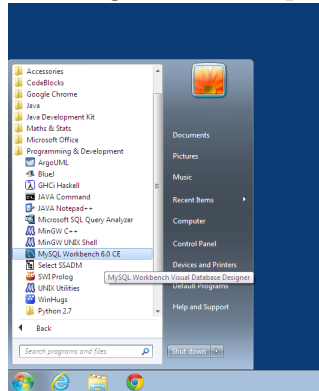 Accessories
CodeBlocks
Google Chrome
Java
Java Development Kit
Maths & Stats
Microsoft Office
Programming & Development
ArgoUML
BlueJ
GHCi Haskell
JAVA Command
JAVA Notepad++
Microsoft SQL Query Analyzer
MinGW C++
MinGW UNIX Shell
MySQL Workbench 6.0 CE
Select SSADM
SWI Prolog
MySQL Workbench Visual Database Designer
UNIX Utilities
WinHugs
Python 2.7
Back
Search programs and files
Documents
Pictures
Music
Recent Items
Computer
Control Panel
Devices and Printers
Default Programs
Help and Support
Shut down